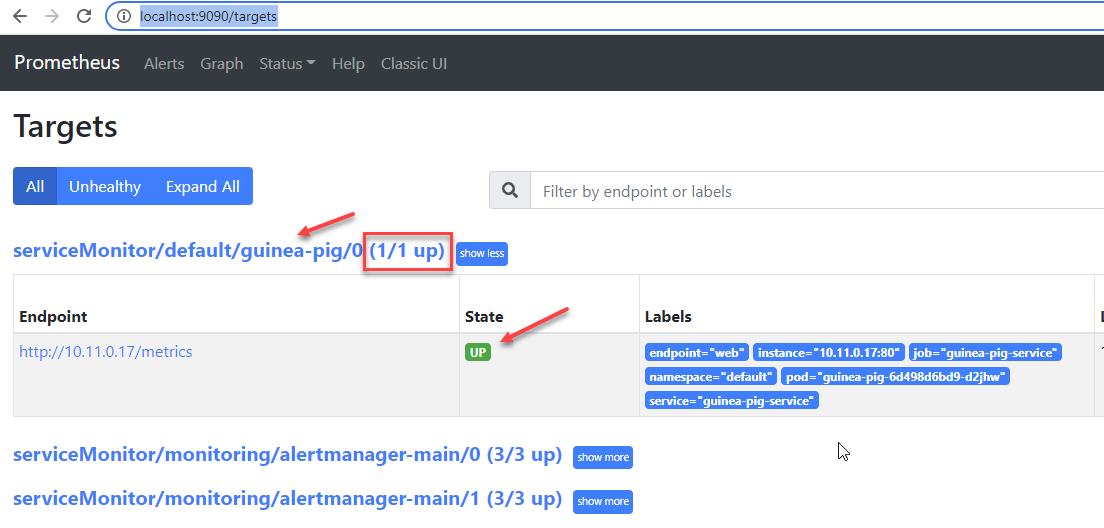 localhost:9090/targets
Prometheus Alerts Graph Status Help Classic UI
Targets
All Unhealthy Expand All
Filter by endpoint or labels
serviceMonitor/default/guinea-pig/0 (1/1 up) show less
Endpoint State Labels
http://10.11.0.17/metrics UP endpoint="web" instance="10.11.0.17:80" job="guinea-pig-service"
namespace="default" pod="guinea-pig-6d498d6bd9-d2jhw"
service="guinea-pig-service"
serviceMonitor/monitoring/alertmanager-main/0 (3/3 up) show more
serviceMonitor/monitoring/alertmanager-main/1 (3/3 up) show more